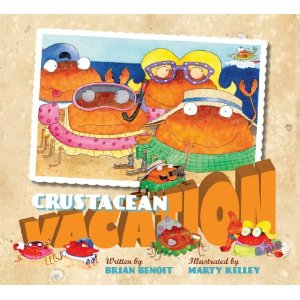 CRUSTACEAN
VACATION
Written by Illustrated by
BRIAN BENOIT MARTY KELLEY